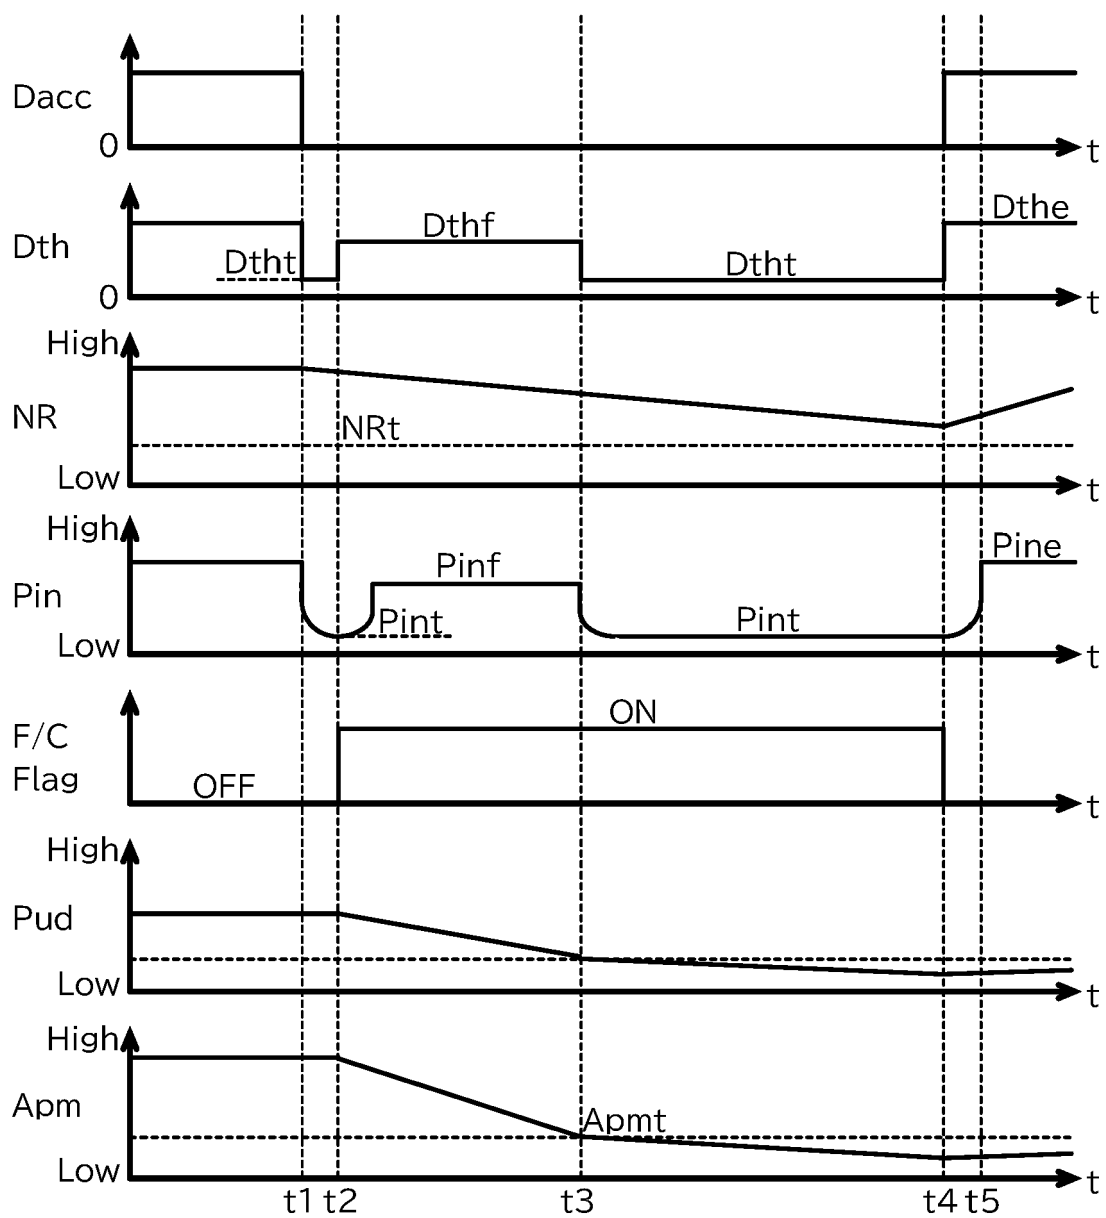 Dacc
0
t
Dth
Dtht
Dthf
Dtht
Dthe
0
t
High
NR
NRt
Low
t
High
Pin
Pinf
Pint
Pint
Pine
Low
t
F/C
Flag
OFF
ON
t
High
Pud
Low
t
High
Apm
Apmt
Low
t
t1 t2 t3 t4 t5